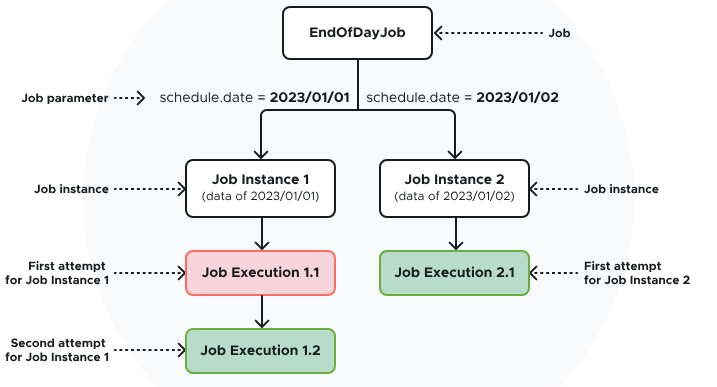 EndOfDayJob
Job
Job parameter
schedule.date = 2023/01/01
schedule.date = 2023/01/02
Job instance
Job Instance 1
(data of 2023/01/01)
Job Instance 2
(data of 2023/01/02)
Job instance
First attempt
for Job Instance 1
Job Execution 1.1
Job Execution 2.1
First attempt
for Job Instance 2
Second attempt
for Job Instance 1
Job Execution 1.2